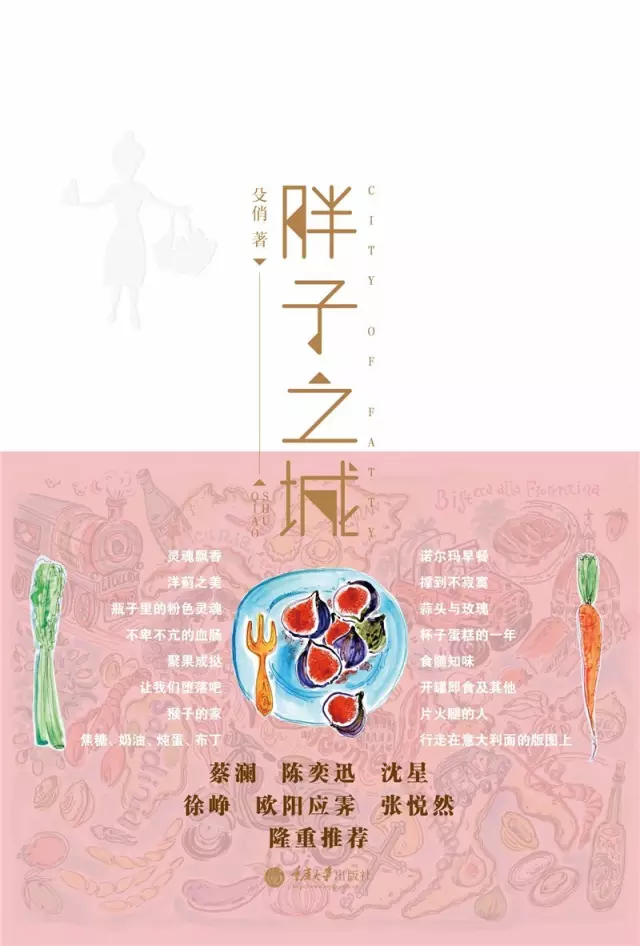 胖子之城
CITY OF FATTY
殳俏 著
SHU
QIAO
灵魂飘香
洋蓟之美
瓶子里的粉色灵魂
不卑不亢的血肠
聚果成挞
让我们堕落吧
猴子的家
焦糖、奶油、炖蛋、布丁
诺尔玛早餐
撑到不寂寞
蒜头与玫瑰
杯子蛋糕的一年
食髓知味
开罐即食及其他
片火腿的人
行走在意大利面的版图上
蔡澜 陈奕迅 沈星
徐峥 欧阳应霁 张悦然
隆重推荐
重庆大学出版社